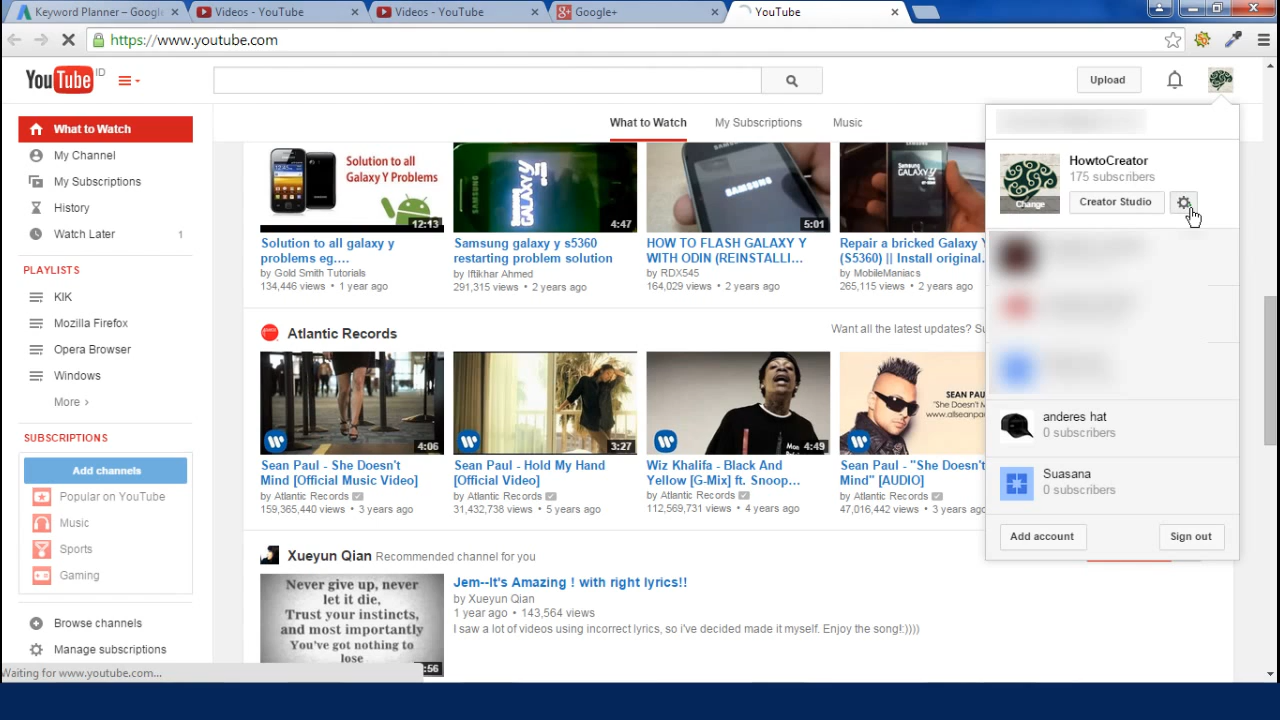 Keyword Planner – Google
Videos - YouTube
Videos - YouTube
Google+
YouTube
https://www.youtube.com
YouTube ID
Upload
What to Watch
My Channel
My Subscriptions
History
Watch Later 1
PLAYLISTS
KIK
Mozilla Firefox
Opera Browser
Windows
More ›
SUBSCRIPTIONS
Add channels
Popular on YouTube
Music
Sports
Gaming
Browse channels
Manage subscriptions
Waiting for www.youtube.com...
What to Watch My Subscriptions Music
Solution to all
Galaxy Y Problems
12:13
Solution to all galaxy y
problems eg....
by Gold Smith Tutorials
134,446 views • 1 year ago
GALAXY
4:47
Samsung galaxy y s5360
restarting problem solution
by Iftikhar Ahmed
291,315 views • 2 years ago
SAMSUNG
5:01
HOW TO FLASH GALAXY Y
WITH ODIN (REINSTALLI...
by RDX545
164,029 views • 2 years ago
Repair a bricked Galaxy Y
(S5360) || Install original...
by MobileManiacs
265,115 views • 2 years ago
Atlantic Records
Want all the latest updates? Su
4:06
Sean Paul - She Doesn't
Mind [Official Music Video]
by Atlantic Records
159,365,440 views • 3 years ago
3:27
Sean Paul - Hold My Hand
[Official Video]
by Atlantic Records
31,432,738 views • 5 years ago
4:49
Wiz Khalifa - Black And
Yellow [G-Mix] ft. Snoop...
by Atlantic Records
112,569,731 views • 4 years ago
SEAN PAU
"She Doesn't M
www.allseanpau
Sean Paul - "She Doesn't
Mind" [AUDIO]
by Atlantic Records
47,016,442 views • 3 years ago
Xueyun Qian Recommended channel for you
Never give up, never
let it die,
Trust your instincts,
and most importantly
You've got nothing to
lose
:56
Jem--It's Amazing ! with right lyrics!!
by Xueyun Qian
1 year ago • 143,564 views
I saw a lot of videos using incorrect lyrics, so i've decided made it myself. Enjoy the song!:))))
HowtoCreator
175 subscribers
Change
Creator Studio
anderes hat
0 subscribers
Suasana
0 subscribers
Add account
Sign out